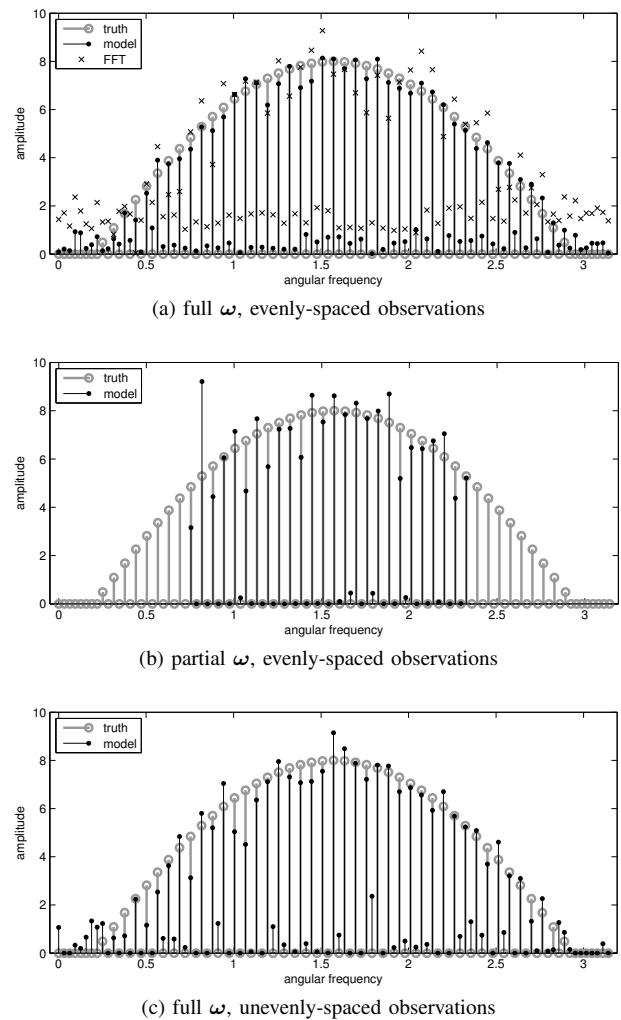 10
8
6
4
2
0
amplitude
truth
model
FFT
0 0.5 1 1.5 2 2.5 3
angular frequency
(a) full ω, evenly-spaced observations
10
8
6
4
2
0
amplitude
truth
model
0 0.5 1 1.5 2 2.5 3
angular frequency
(b) partial ω, evenly-spaced observations
10
8
6
4
2
0
amplitude
truth
model
0 0.5 1 1.5 2 2.5 3
angular frequency
(c) full ω, unevenly-spaced observations